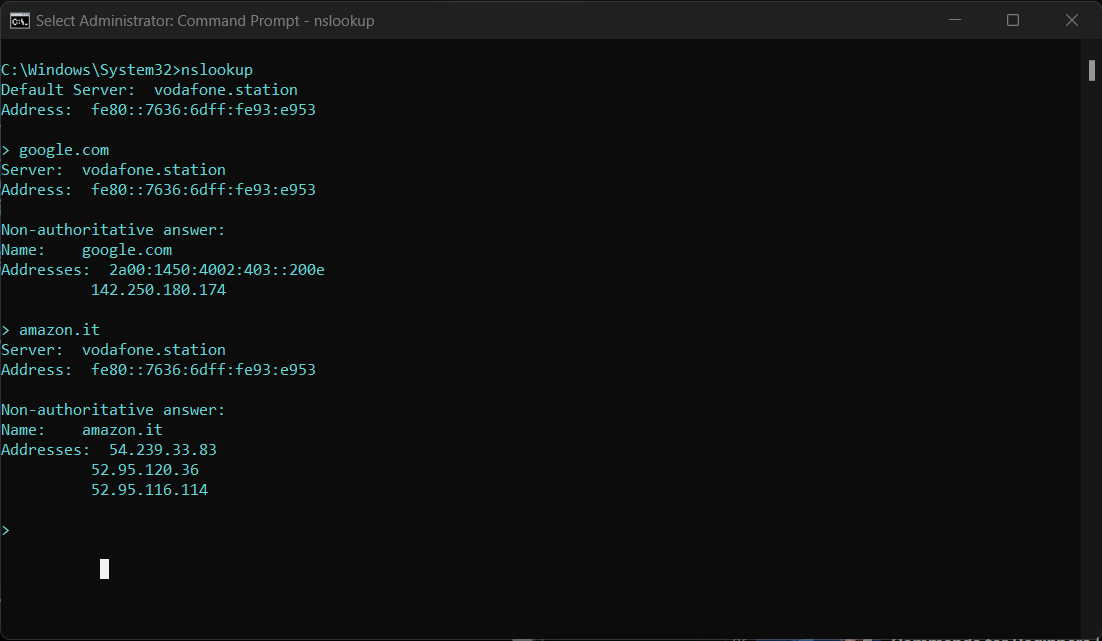 Select Administrator: Command Prompt - nslookup
C:\Windows\System32>nslookup
Default Server:  vodafone.station
Address:  fe80::7636:6dff:fe93:e953
> google.com
Server:  vodafone.station
Address:  fe80::7636:6dff:fe93:e953
Non-authoritative answer:
Name:    google.com
Addresses:  2a00:1450:4002:403::200e
          142.250.180.174
> amazon.it
Server:  vodafone.station
Address:  fe80::7636:6dff:fe93:e953
Non-authoritative answer:
Name:    amazon.it
Addresses:  54.239.33.83
          52.95.120.36
          52.95.116.114
>